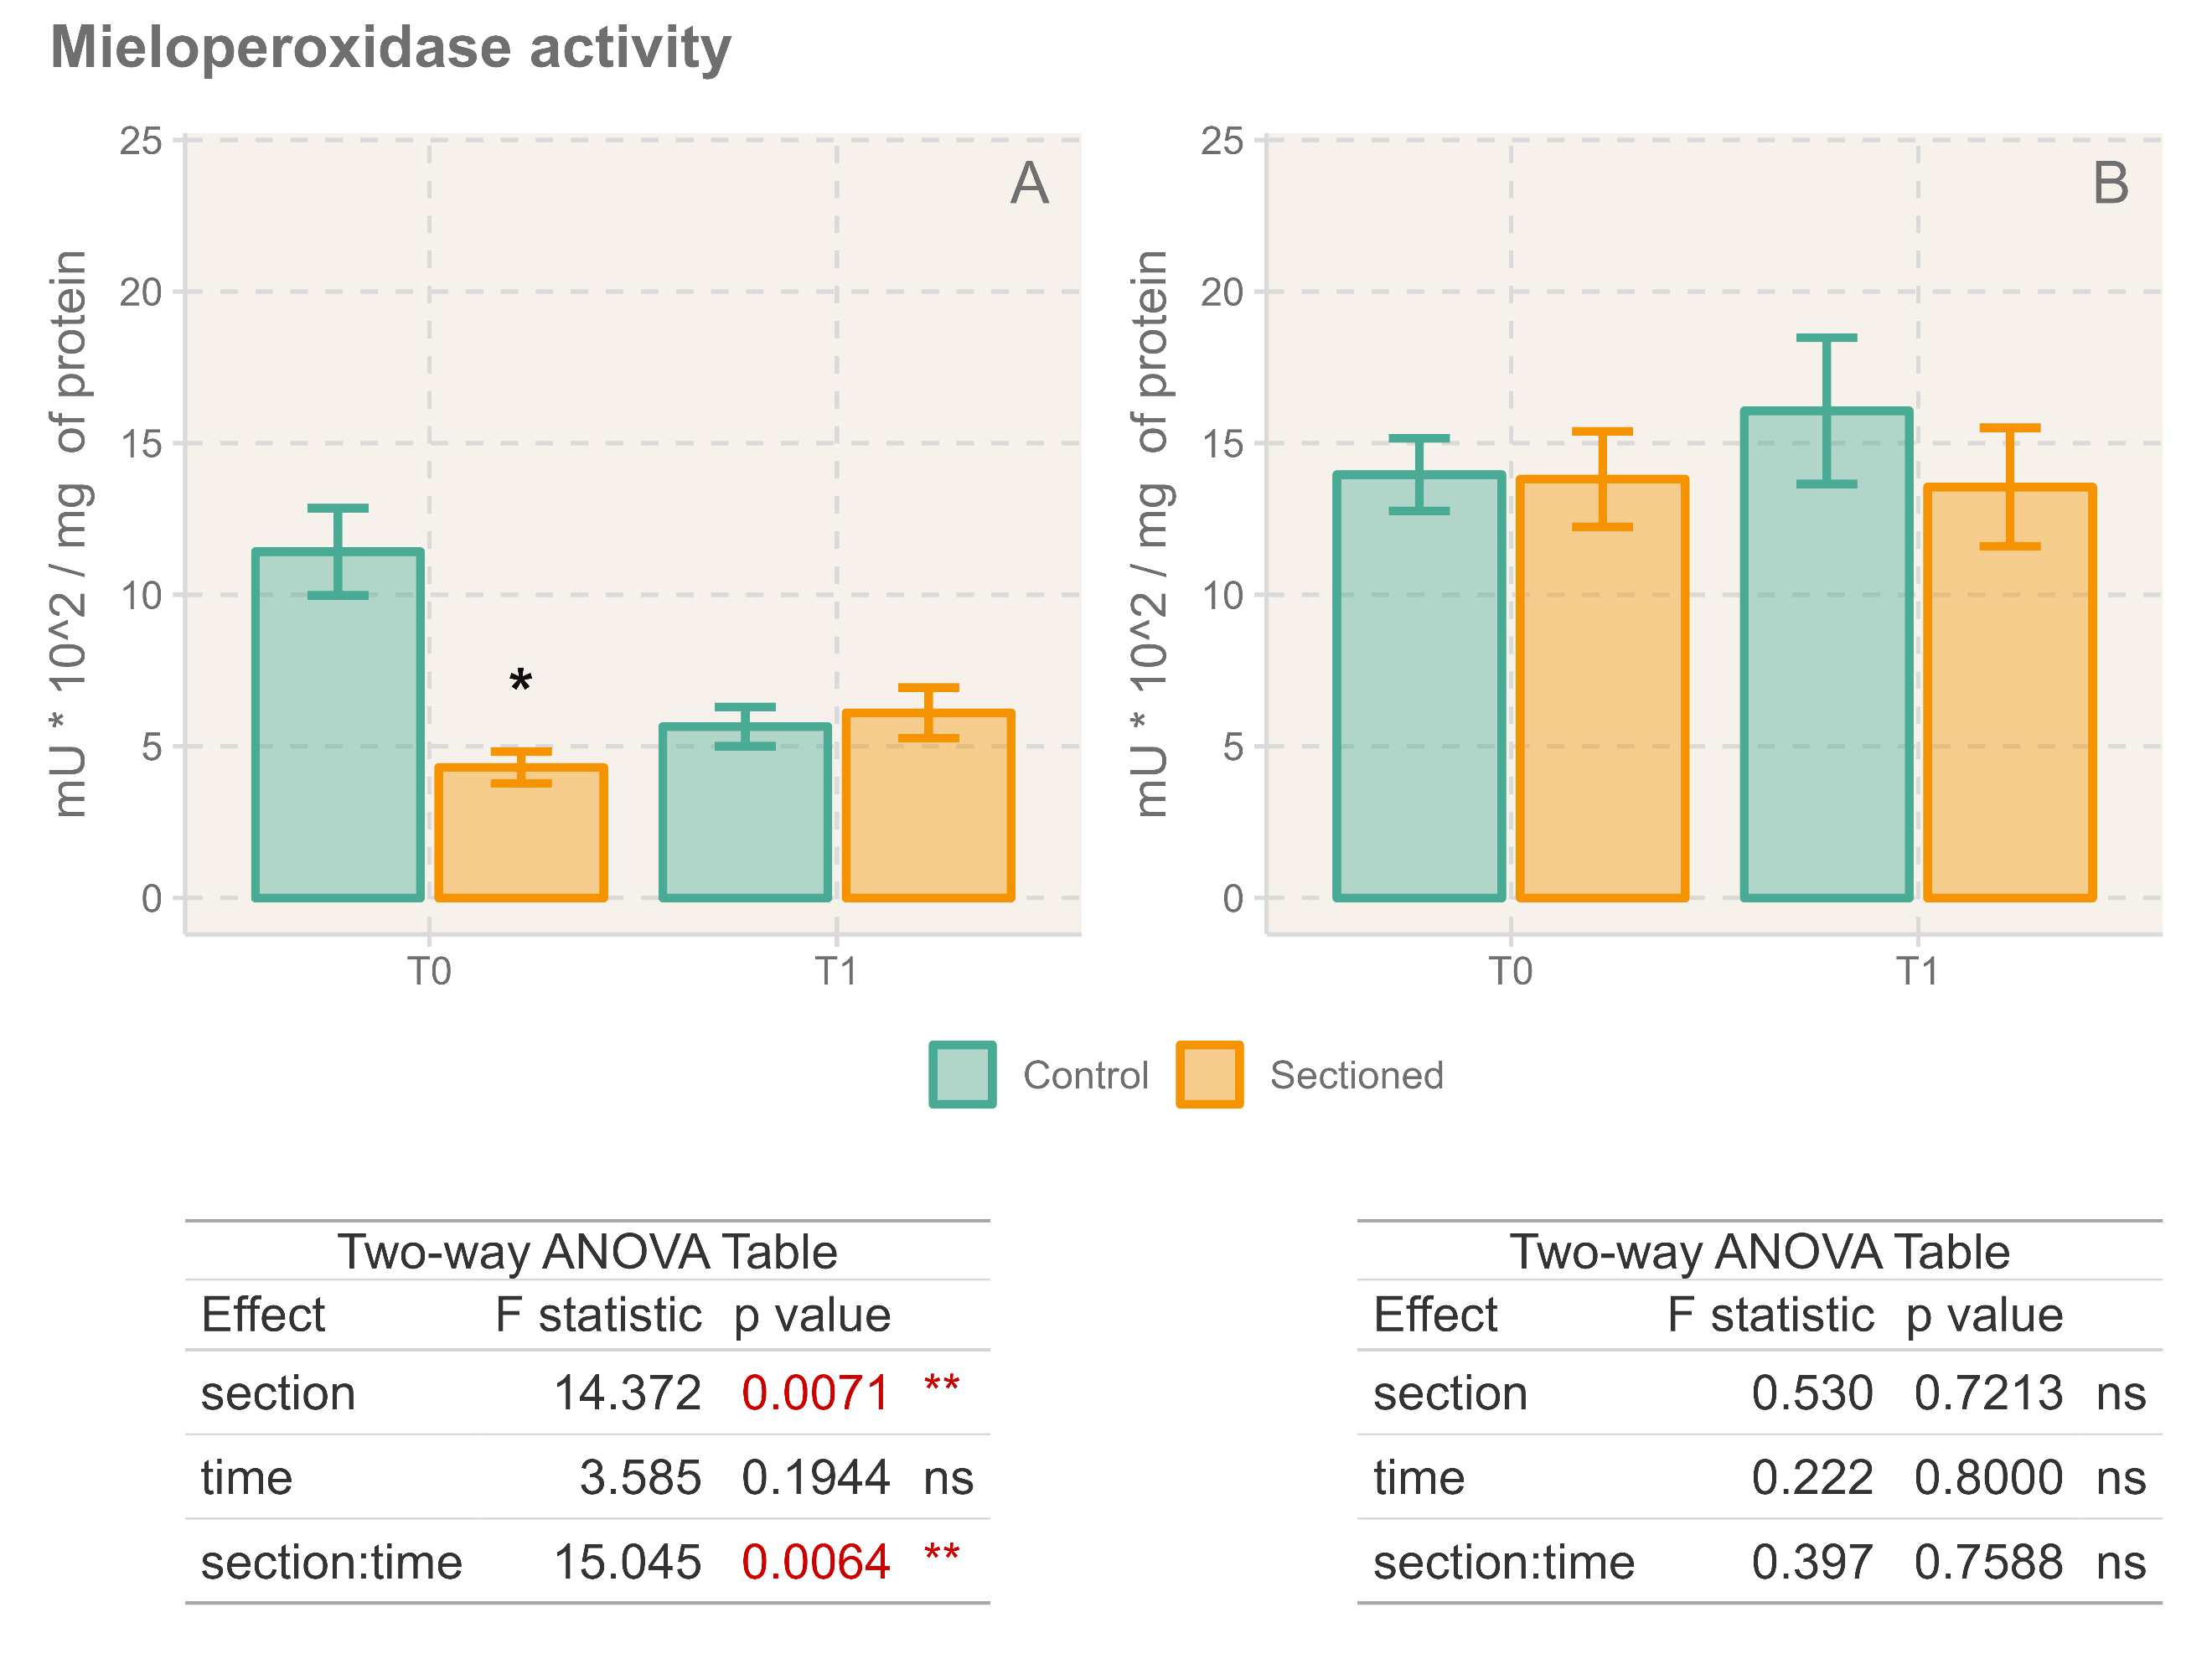 Mieloperoxidase activity
A
mU * 10^2 / mg  of protein
25
20
15
10
5
0
*
T0
T1
B
mU * 10^2 / mg  of protein
25
20
15
10
5
0
T0
T1
Control
Sectioned
Two-way ANOVA Table
Effect F statistic p value
section 14.372 0.0071 **
time 3.585 0.1944 ns
section:time 15.045 0.0064 **
Two-way ANOVA Table
Effect F statistic p value
section 0.530 0.7213 ns
time 0.222 0.8000 ns
section:time 0.397 0.7588 ns